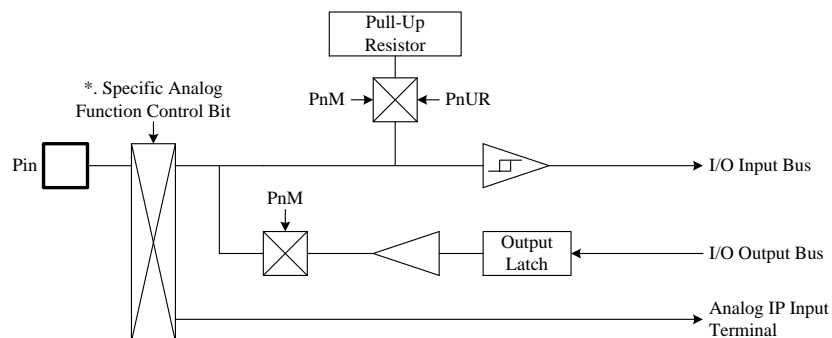 Pull-Up
Resistor
*. Specific Analog
Function Control Bit
PnM
PnUR
Pin
I/O Input Bus
PnM
Output
Latch
I/O Output Bus
Analog IP Input
Terminal